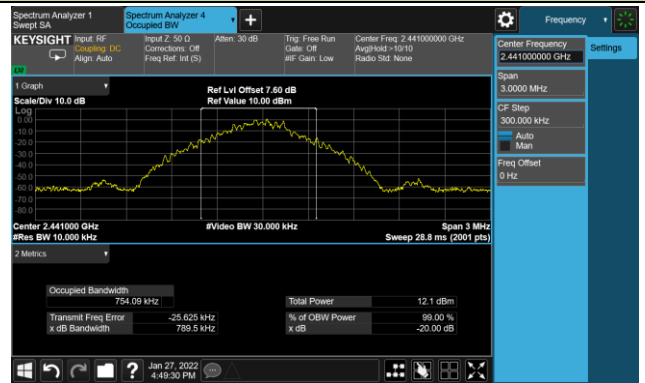 Spectrum Analyzer 1
Swept SA
Spectrum Analyzer 4
Occupied BW
Frequency
KEYSIGHT
Input: RF
Coupling: DC
Align: Auto
Input Z: 50 Ω
Corrections: Off
Freq Ref: Int (S)
Atten: 30 dB
Trig: Free Run
Gate: Off
#IF Gain: Low
Center Freq: 2.441000000 GHz
Avg|Hold:>10/10
Radio Std: None
Center Frequency
2.441000000 GHz
Settings
Span
3.0000 MHz
CF Step
300.000 kHz
Auto
Man
Freq Offset
0 Hz
1 Graph
Scale/Div 10.0 dB
Ref Lvl Offset 7.60 dB
Ref Value 10.00 dBm
Log
0.00
-10.0
-20.0
-30.0
-40.0
-50.0
-60.0
-70.0
-80.0
Center 2.441000 GHz
#Res BW 10.000 kHz
#Video BW 30.000 kHz
Span 3 MHz
Sweep 28.8 ms (2001 pts)
2 Metrics
Occupied Bandwidth
754.09 kHz
Total Power 12.1 dBm
Transmit Freq Error -25.625 kHz
% of OBW Power 99.00 %
x dB Bandwidth 789.5 kHz
x dB -20.00 dB
Jan 27, 2022
4:49:30 PM